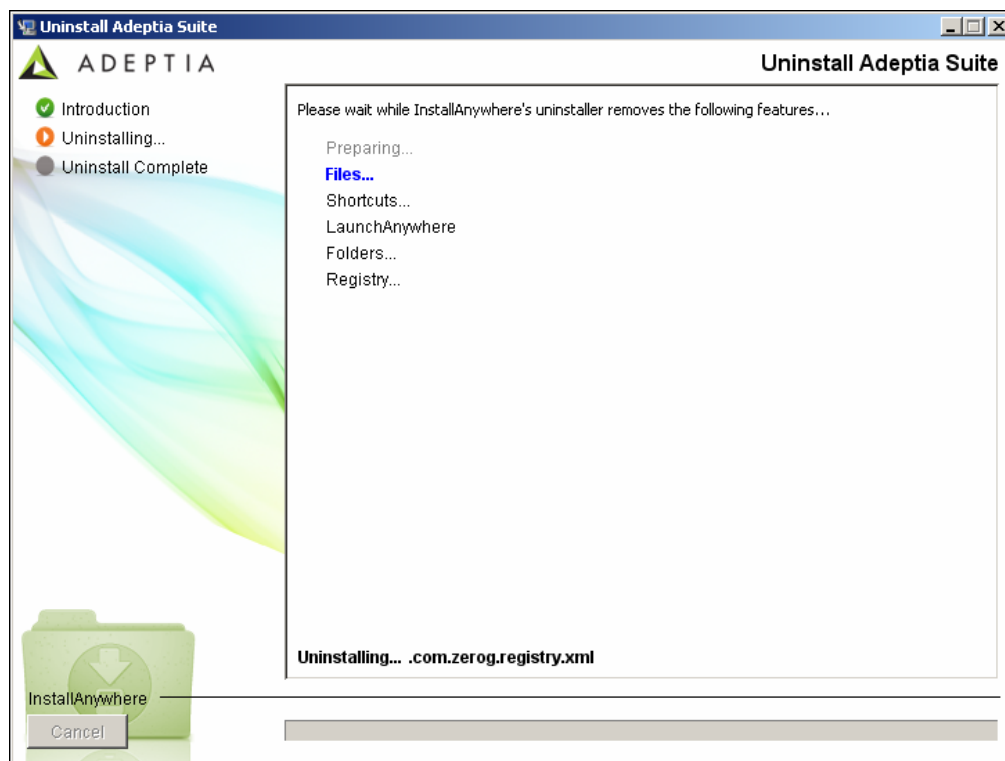 Uninstall Adeptia Suite
ADEPTIA
Uninstall Adeptia Suite
Introduction
Uninstalling...
Uninstall Complete
Please wait while InstallAnywhere's uninstaller removes the following features...
Preparing...
Files...
Shortcuts...
LaunchAnywhere
Folders...
Registry...
Uninstalling... .com.zerog.registry.xml
InstallAnywhere
Cancel